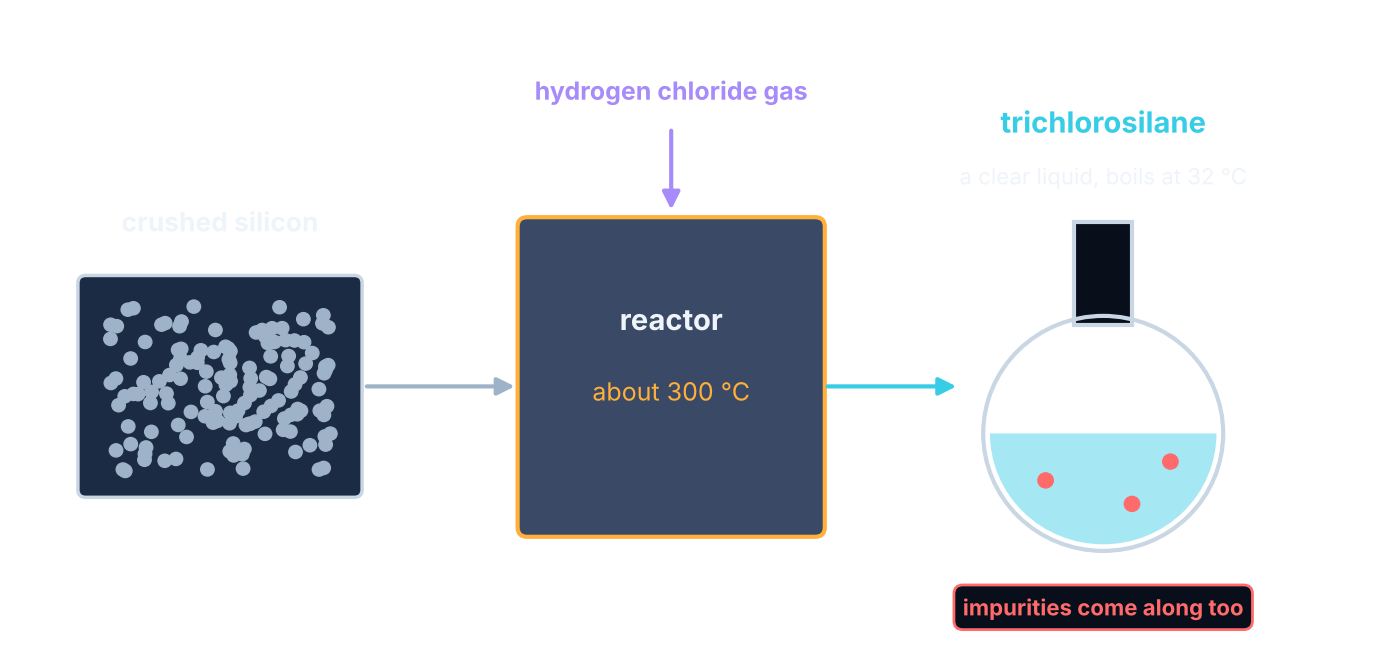 hydrogen chloride gas
trichlorosilane
a clear liquid, boils at 32 °C
crushed silicon
reactor
about 300 °C
impurities come along too